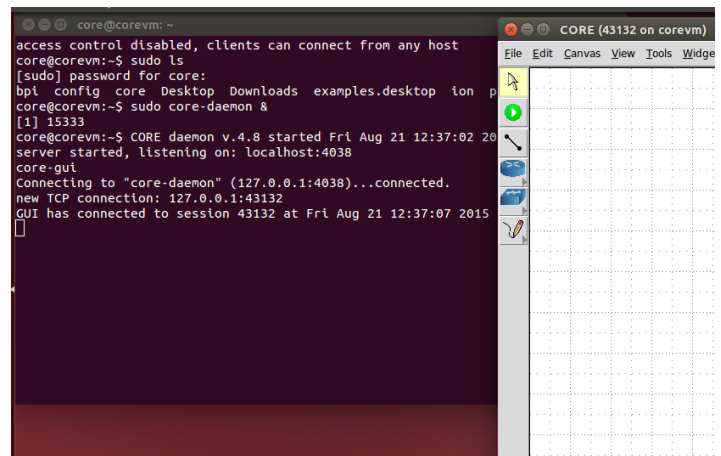 core@corevm: ~
access control disabled, clients can connect from any host
core@corevm:~$ sudo ls
[sudo] password for core:
bpi config core Desktop Downloads examples.desktop ion p
core@corevm:~$ sudo core-daemon &
[1] 15333
core@corevm:~$ CORE daemon v.4.8 started Fri Aug 21 12:37:02 20
server started, listening on: localhost:4038
core-gui
Connecting to "core-daemon" (127.0.0.1:4038)...connected.
new TCP connection: 127.0.0.1:43132
GUI has connected to session 43132 at Fri Aug 21 12:37:07 2015
CORE (43132 on corevm)
File Edit Canvas View Tools Widge